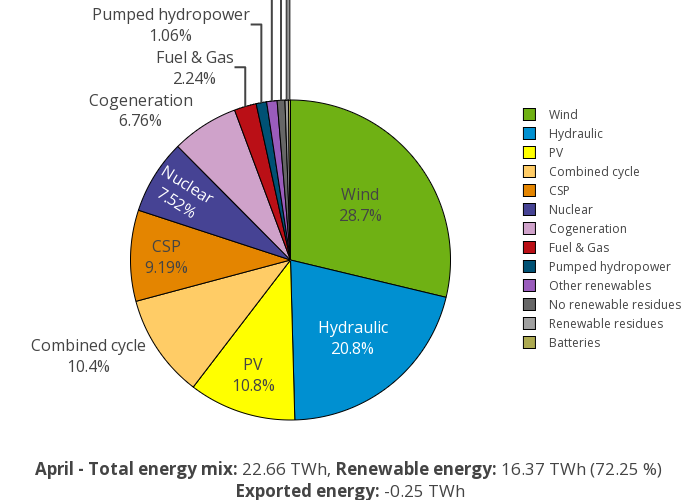 Pumped hydropower
1.06%
Fuel & Gas
2.24%
Cogeneration
6.76%
Nuclear
7.52%
CSP
9.19%
Combined cycle
10.4%
PV
10.8%
Hydraulic
20.8%
Wind
28.7%
Wind
Hydraulic
PV
Combined cycle
CSP
Nuclear
Cogeneration
Fuel & Gas
Pumped hydropower
Other renewables
No renewable residues
Renewable residues
Batteries
April - Total energy mix: 22.66 TWh, Renewable energy: 16.37 TWh (72.25 %)
Exported energy: -0.25 TWh